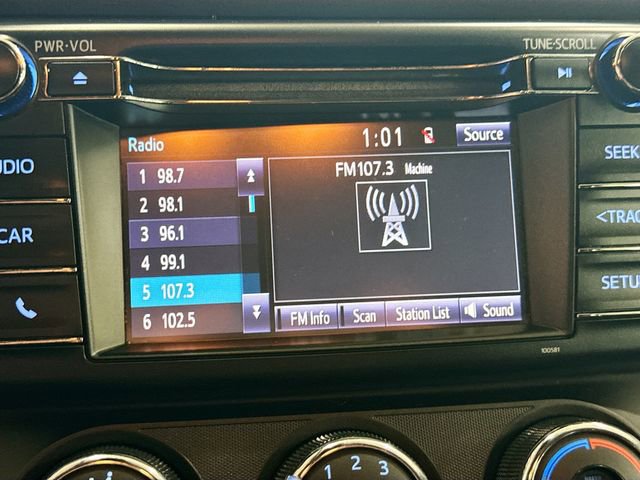 PWR·VOL
TUNE·SCROLL
Radio
1:01
Source
1 98.7
2 98.1
3 96.1
4 99.1
5 107.3
6 102.5
FM107.3 Machine
FM Info
Scan
Station List
Sound
UDIO
CAR
SEEK
<TRAC
SETU
100581
1 2 3